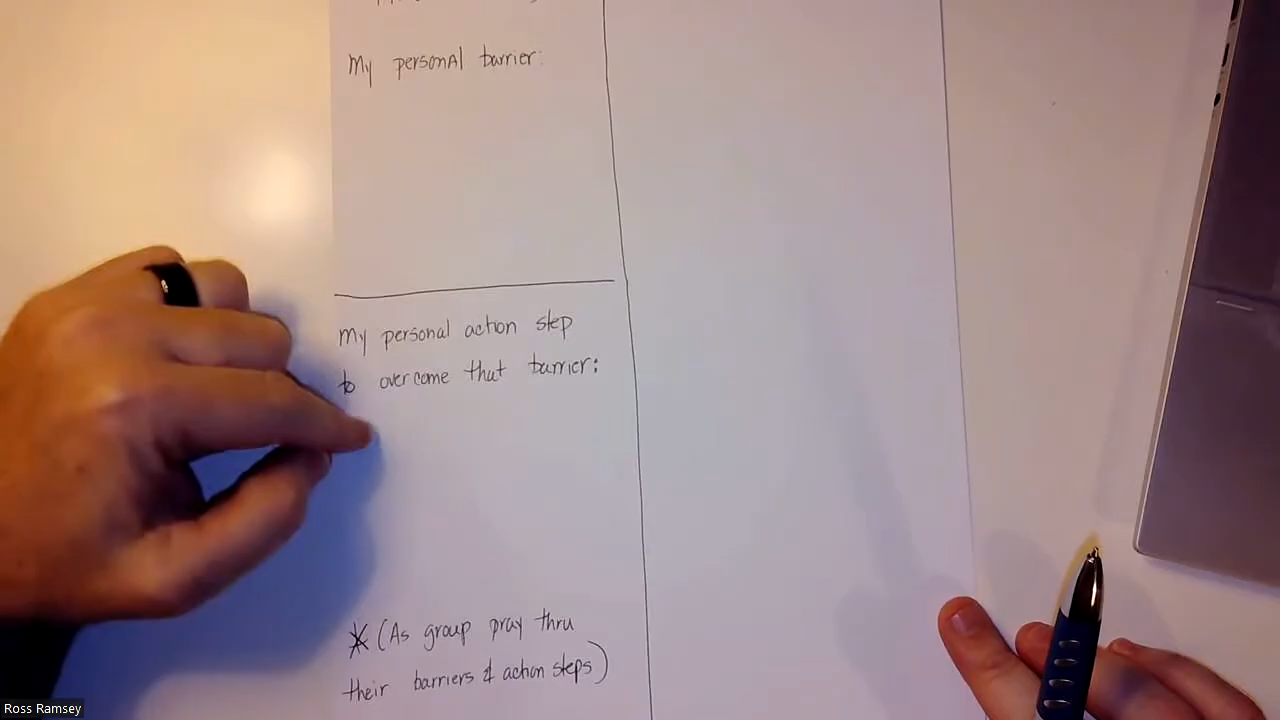 My personal barrier:
My personal action step
to overcome that barrier:
* (As group pray thru
their barriers & action steps)
Ross Ramsey